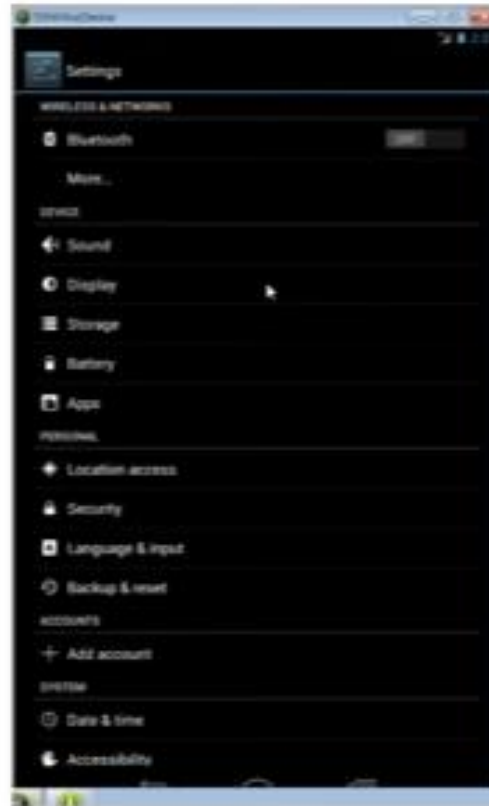 Settings
WIRELESS & NETWORKS
Bluetooth
OFF
More...
DEVICE
Sound
Display
Storage
Battery
Apps
PERSONAL
Location access
Security
Language & input
Backup & reset
ACCOUNTS
Add account
SYSTEM
Date & time
Accessibility